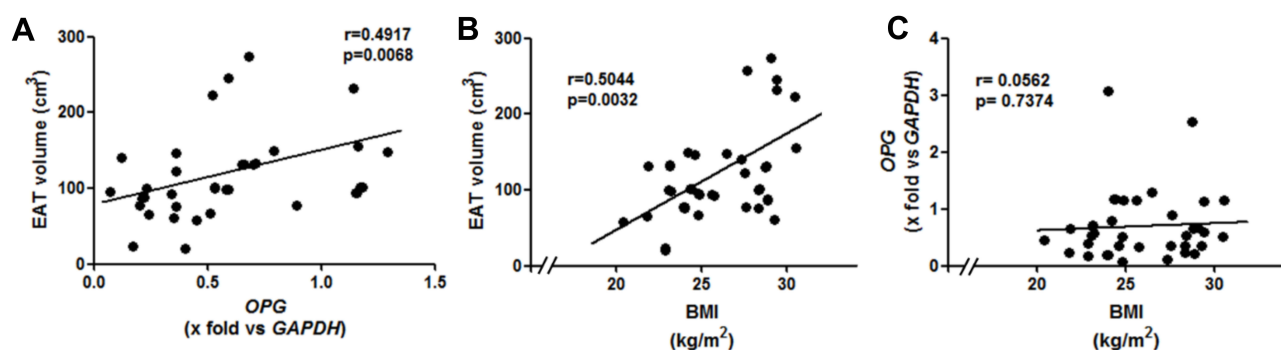 A
EAT volume (cm³)
300
200
100
0
r=0.4917
p=0.0068
0.0
0.5
1.0
1.5
OPG
(x fold vs GAPDH)
B
EAT volume (cm³)
300
200
100
0
r=0.5044
p=0.0032
20
25
30
BMI
(kg/m²)
C
OPG
(x fold vs GAPDH)
4
3
2
1
0
r= 0.0562
p= 0.7374
20
25
30
BMI
(kg/m²)